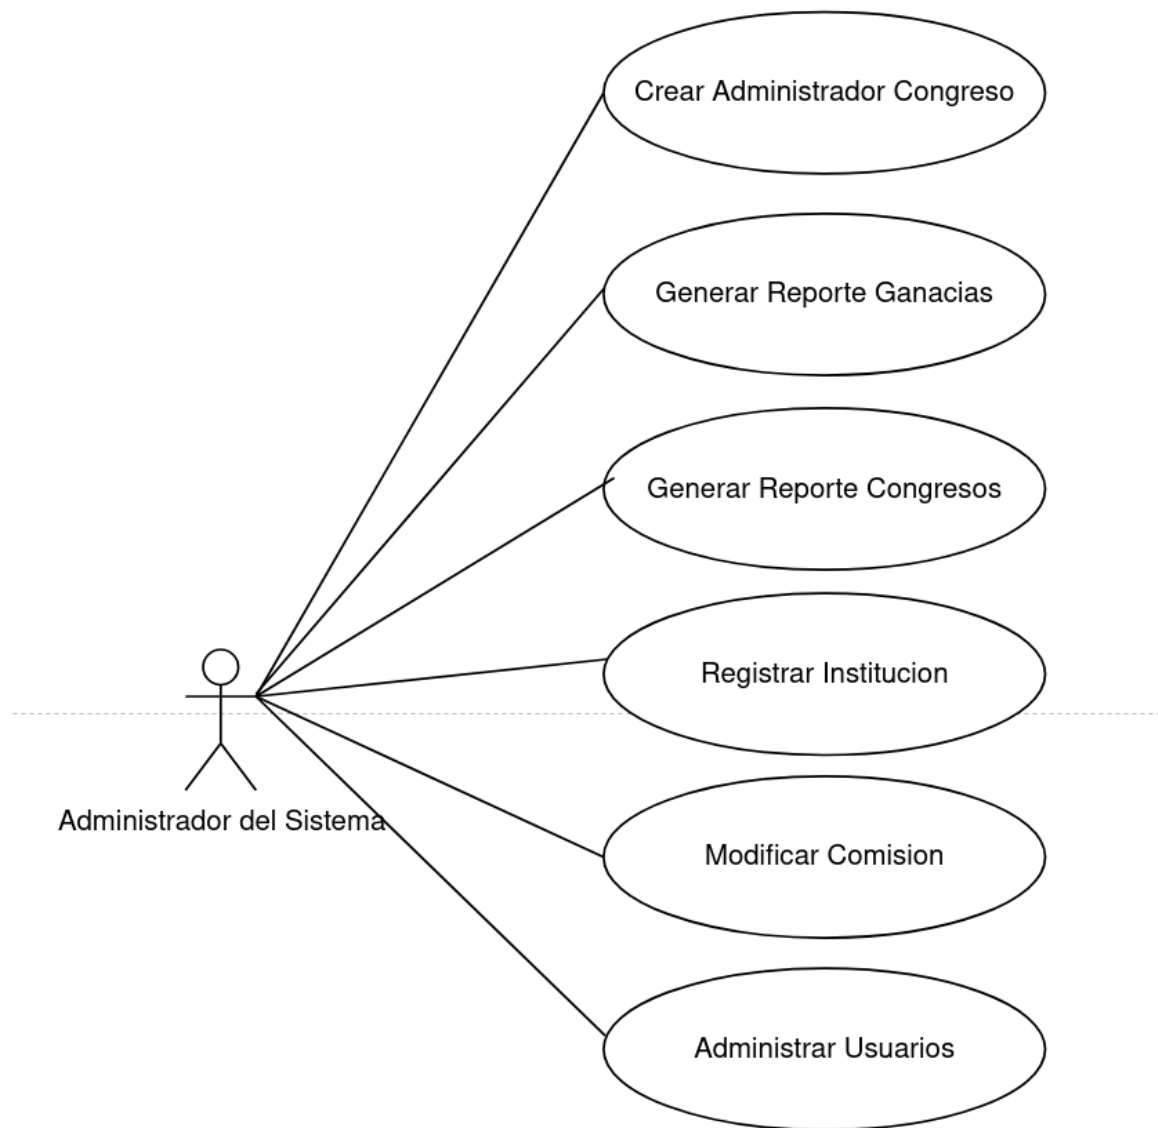 Crear Administrador Congreso
Generar Reporte Ganacias
Generar Reporte Congresos
Registrar Institucion
Administrador del Sistema
Modificar Comision
Administrar Usuarios